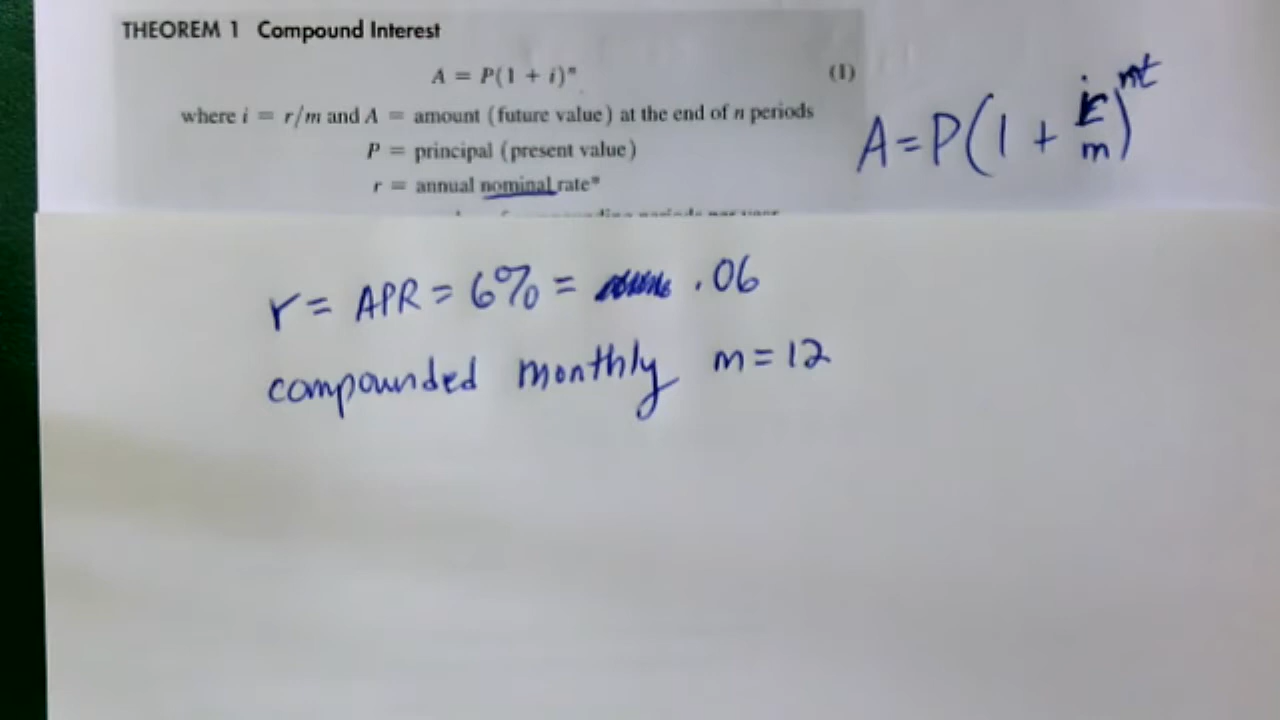 THEOREM 1 Compound Interest
A = P(1 + i)ⁿ (1)
where i = r/m and A = amount (future value) at the end of n periods
P = principal (present value)
r = annual nominal rate*
A = P(1 + r/m)^mt
r = APR = 6% = .06
compounded monthly m = 12